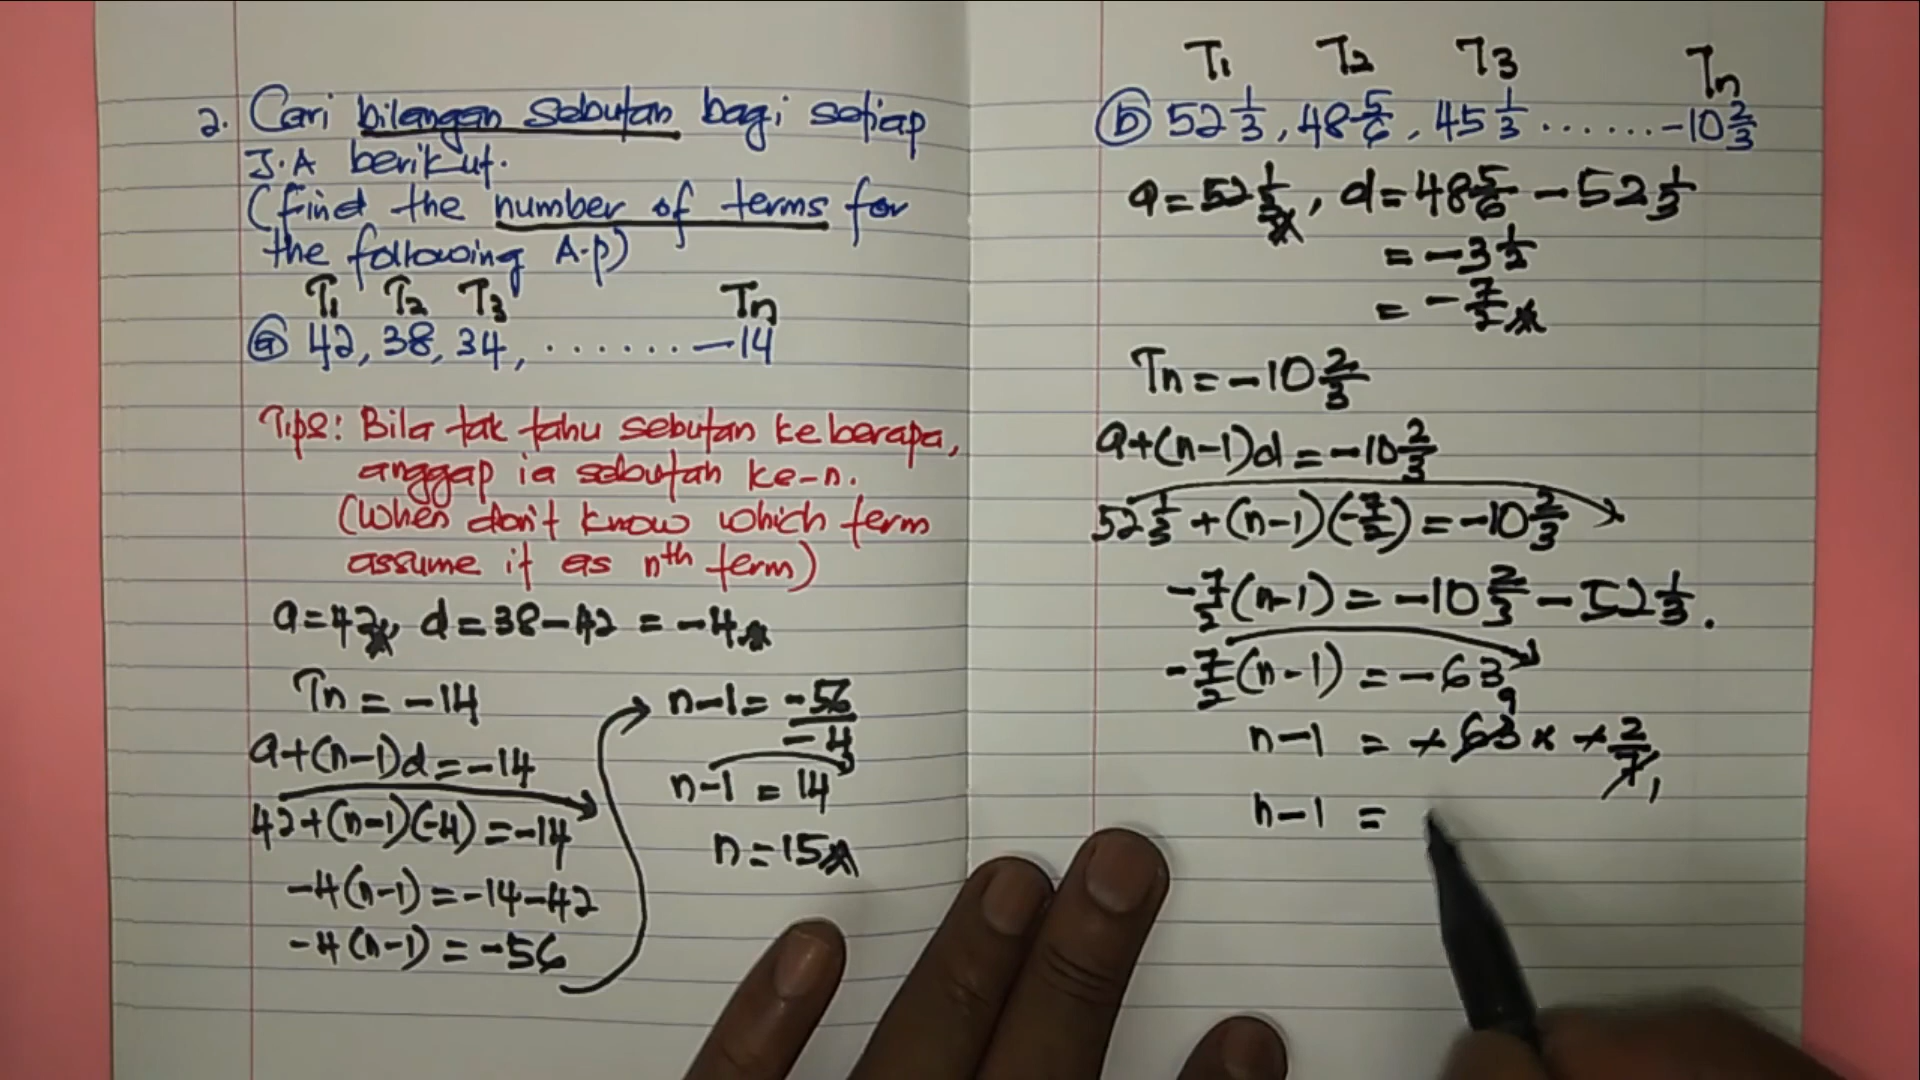 2. Cari bilangan sebutan bagi setiap
J.A berikut.
(Find the number of terms for
the following A.p)
T1 T2 T3 Tn
ⓐ 42, 38, 34, ....... -14
Tips: Bila tak tahu sebutan keberapa,
anggap ia sebutan ke-n.
(When don't know which term
assume it as nth term)
a = 42, d = 38 - 42 = -4
Tn = -14
a+(n-1)d = -14
42+(n-1)(-4) = -14
-4(n-1) = -14-42
-4(n-1) = -56
n-1 = -56/-4
n-1 = 14
n = 15
T1 T2 T3 Tn
ⓑ 52 1/3, 48 5/6, 45 1/3 ....... -10 2/3
a = 52 1/3, d = 48 5/6 - 52 1/3
= -3 1/2
= -7/2
Tn = -10 2/3
a+(n-1)d = -10 2/3
52 1/3 + (n-1)(-7/2) = -10 2/3
-7/2 (n-1) = -10 2/3 - 52 1/3.
-7/2 (n-1) = -63
9
n-1 = -63 × -2/7 1
n-1 =